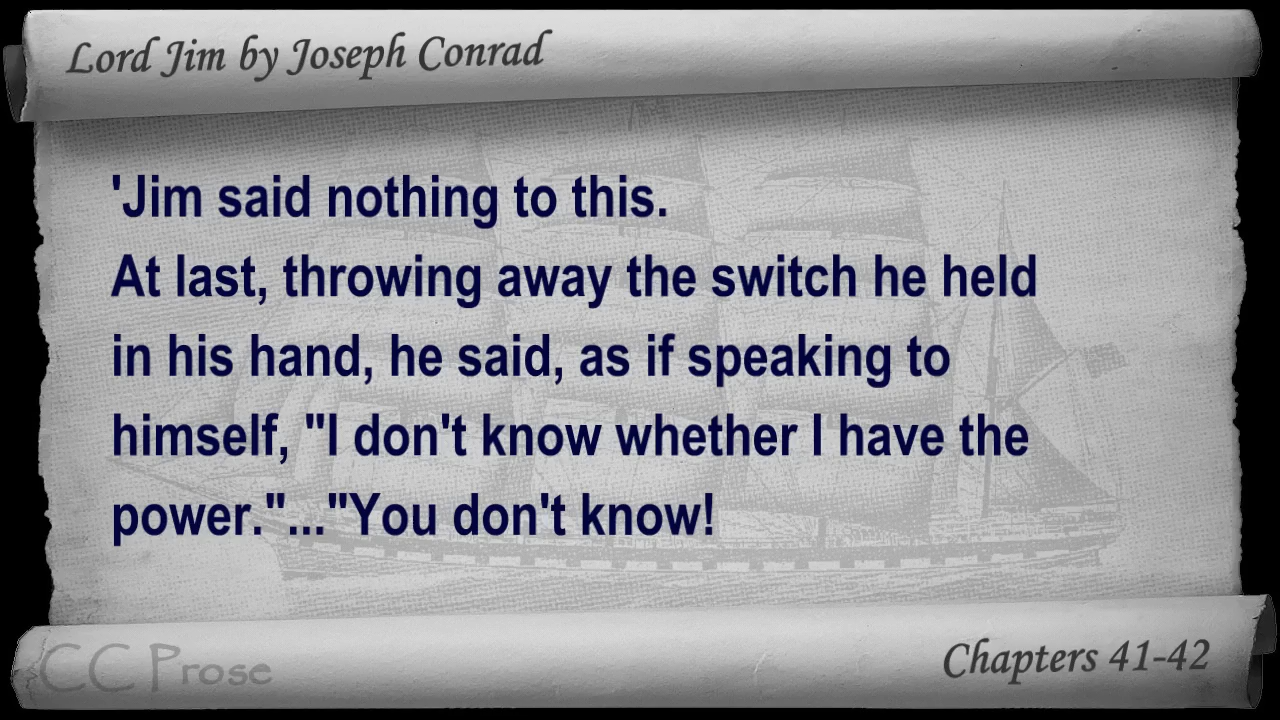 Lord Jim by Joseph Conrad
'Jim said nothing to this.
At last, throwing away the switch he held
in his hand, he said, as if speaking to
himself, "I don't know whether I have the
power."..."You don't know!
CC Prose
Chapters 41-42